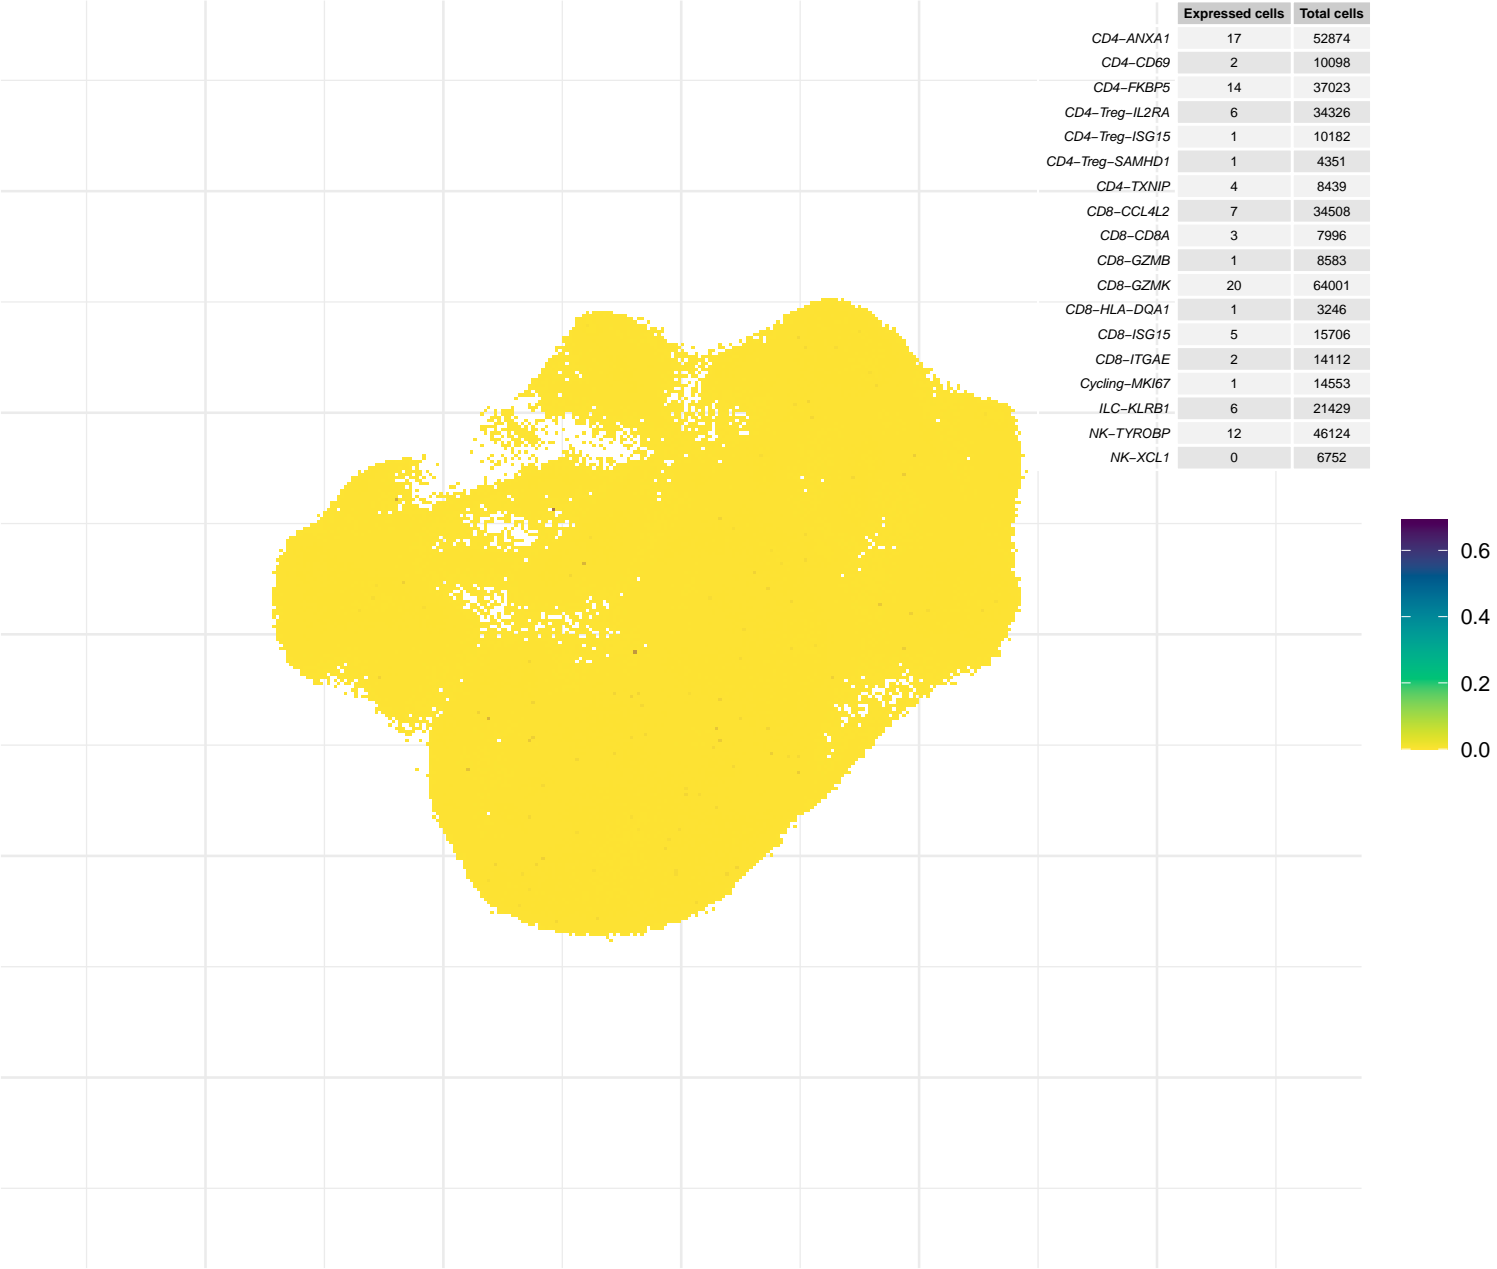 Expressed cells Total cells
CD4−ANXA1 17 52874
CD4−CD69 2 10098
CD4−FKBP5 14 37023
CD4−Treg−IL2RA 6 34326
CD4−Treg−ISG15 1 10182
CD4−Treg−SAMHD1 1 4351
CD4−TXNIP 4 8439
CD8−CCL4L2 7 34508
CD8−CD8A 3 7996
CD8−GZMB 1 8583
CD8−GZMK 20 64001
CD8−HLA−DQA1 1 3246
CD8−ISG15 5 15706
CD8−ITGAE 2 14112
Cycling−MKI67 1 14553
ILC−KLRB1 6 21429
NK−TYROBP 12 46124
NK−XCL1 0 6752
0.6
0.4
0.2
0.0